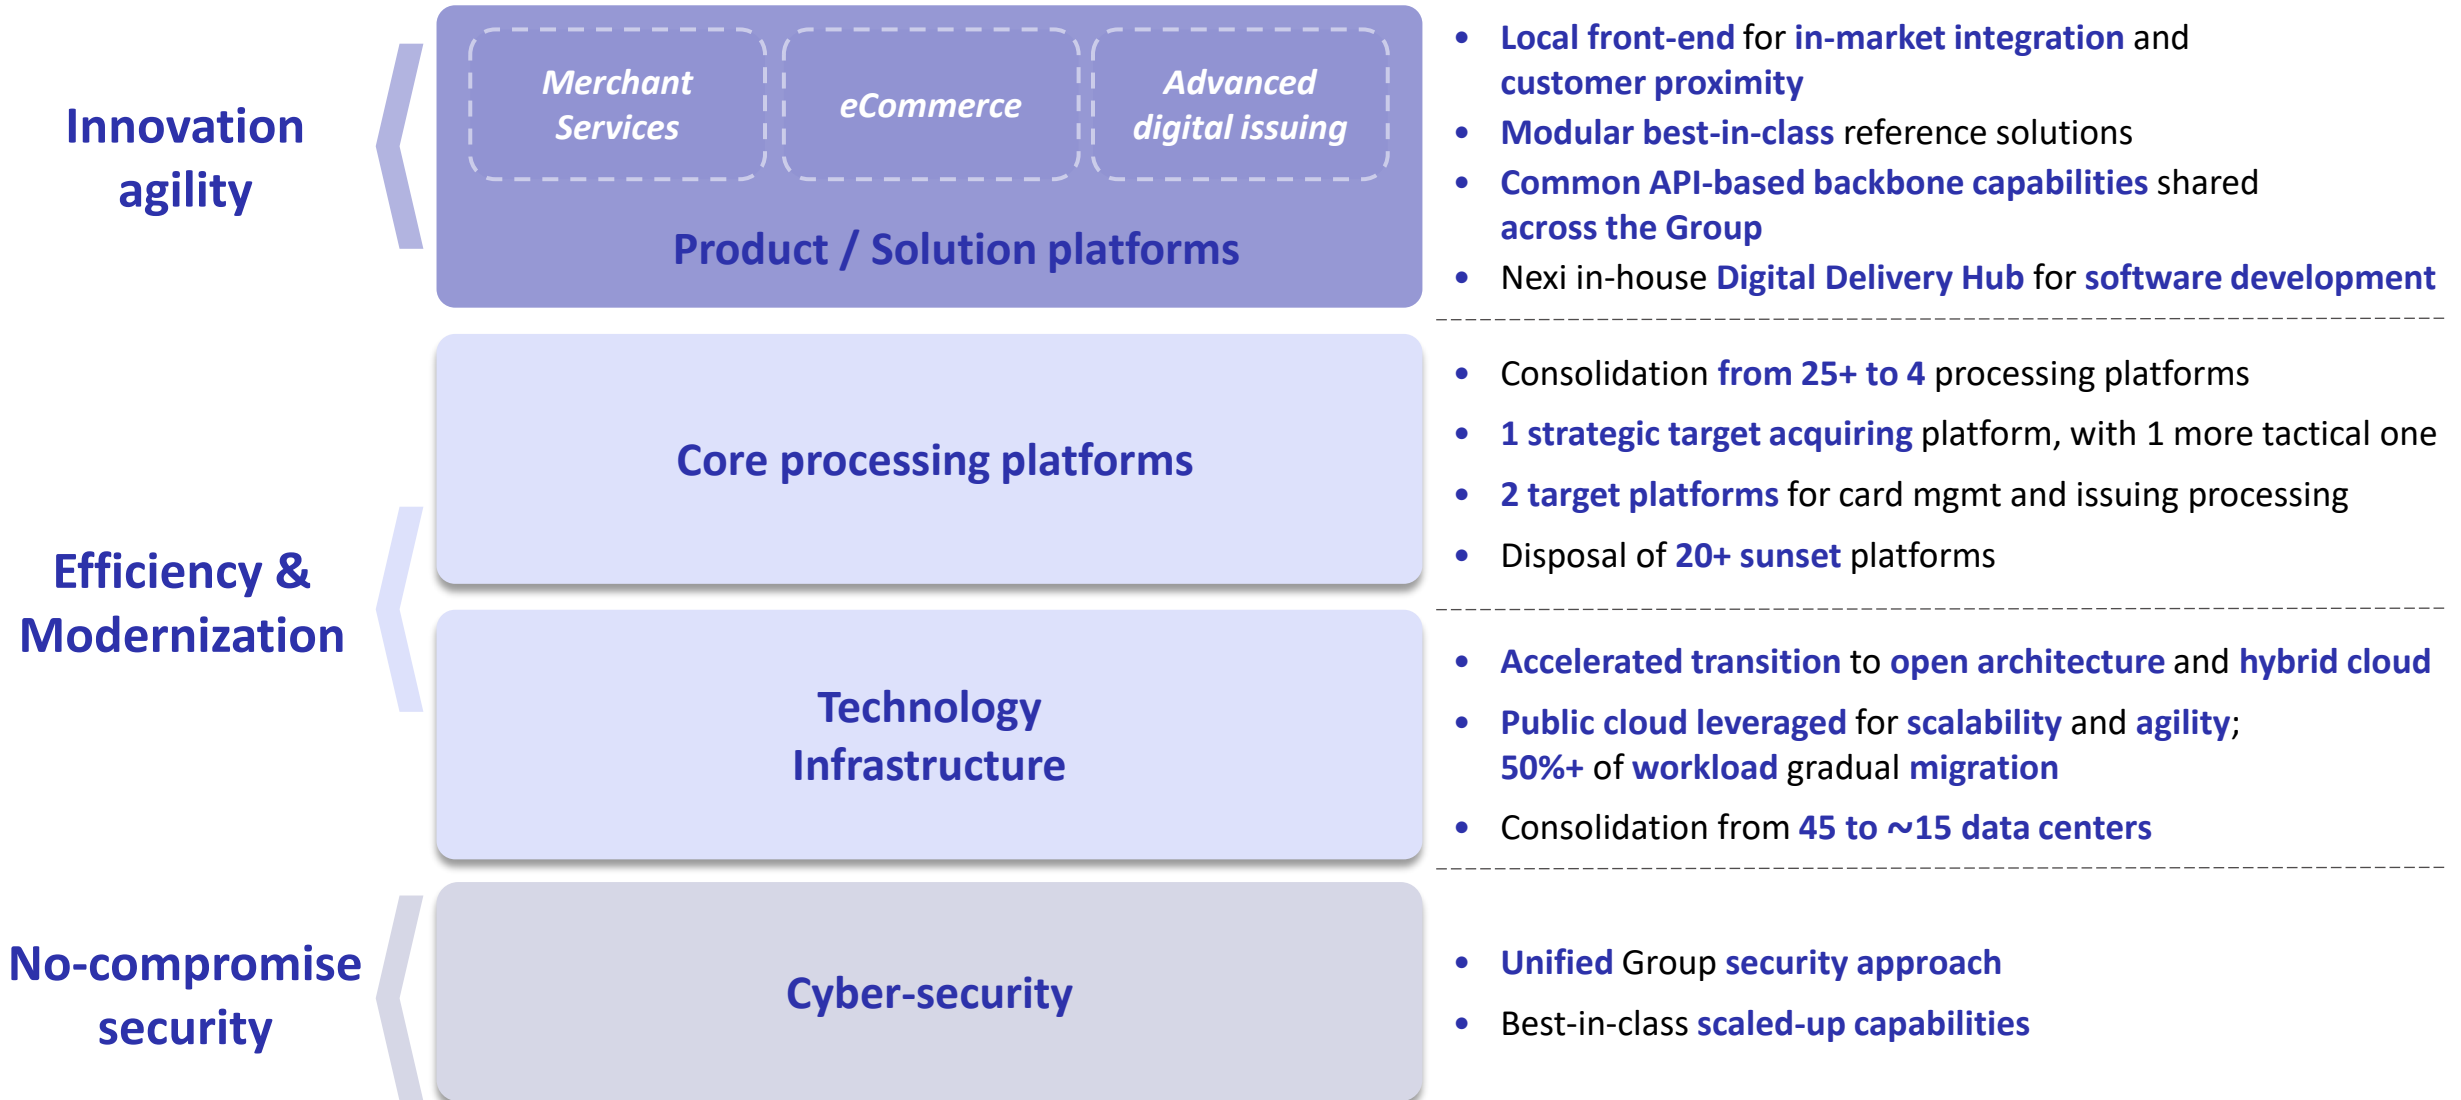 Innovation
agility
Merchant
Services
eCommerce
Advanced
digital issuing
Product / Solution platforms
• Local front-end for in-market integration and
customer proximity
• Modular best-in-class reference solutions
• Common API-based backbone capabilities shared
across the Group
• Nexi in-house Digital Delivery Hub for software development
Efficiency &
Modernization
Core processing platforms
• Consolidation from 25+ to 4 processing platforms
• 1 strategic target acquiring platform, with 1 more tactical one
• 2 target platforms for card mgmt and issuing processing
• Disposal of 20+ sunset platforms
Technology
Infrastructure
• Accelerated transition to open architecture and hybrid cloud
• Public cloud leveraged for scalability and agility;
50%+ of workload gradual migration
• Consolidation from 45 to ~15 data centers
No-compromise
security
Cyber-security
• Unified Group security approach
• Best-in-class scaled-up capabilities